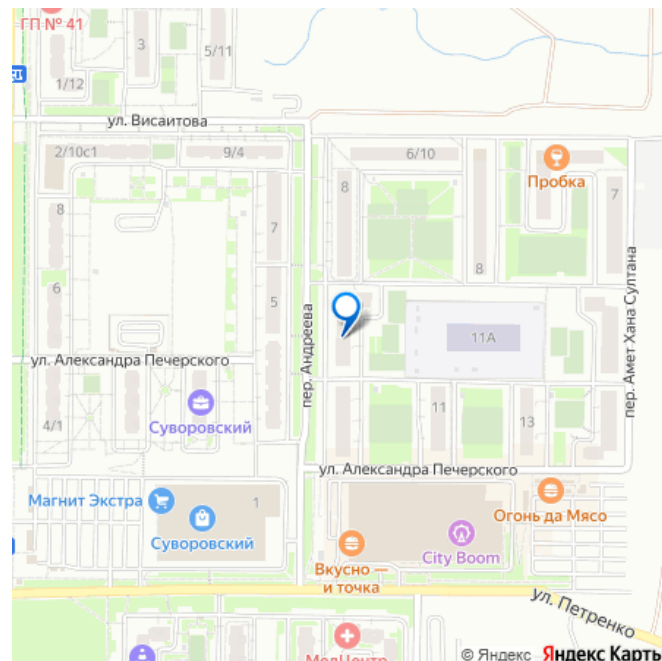 ГП № 41
3
5/11
1/12
ул. Висаитова
2/10с1
9/4
6/10
Пробка
8
8
7
7
8
6
5
11А
пер. Андреева
пер. Амет Хана Султана
ул. Александра Печерского
Суворовский
4/1
11
13
ул. Александра Печерского
Магнит Экстра
1
Суворовский
Огонь да Мясо
City Boom
Вкусно —
и точка
ул. Петренко
МедЦентр
© Яндекс Яндекс Карты